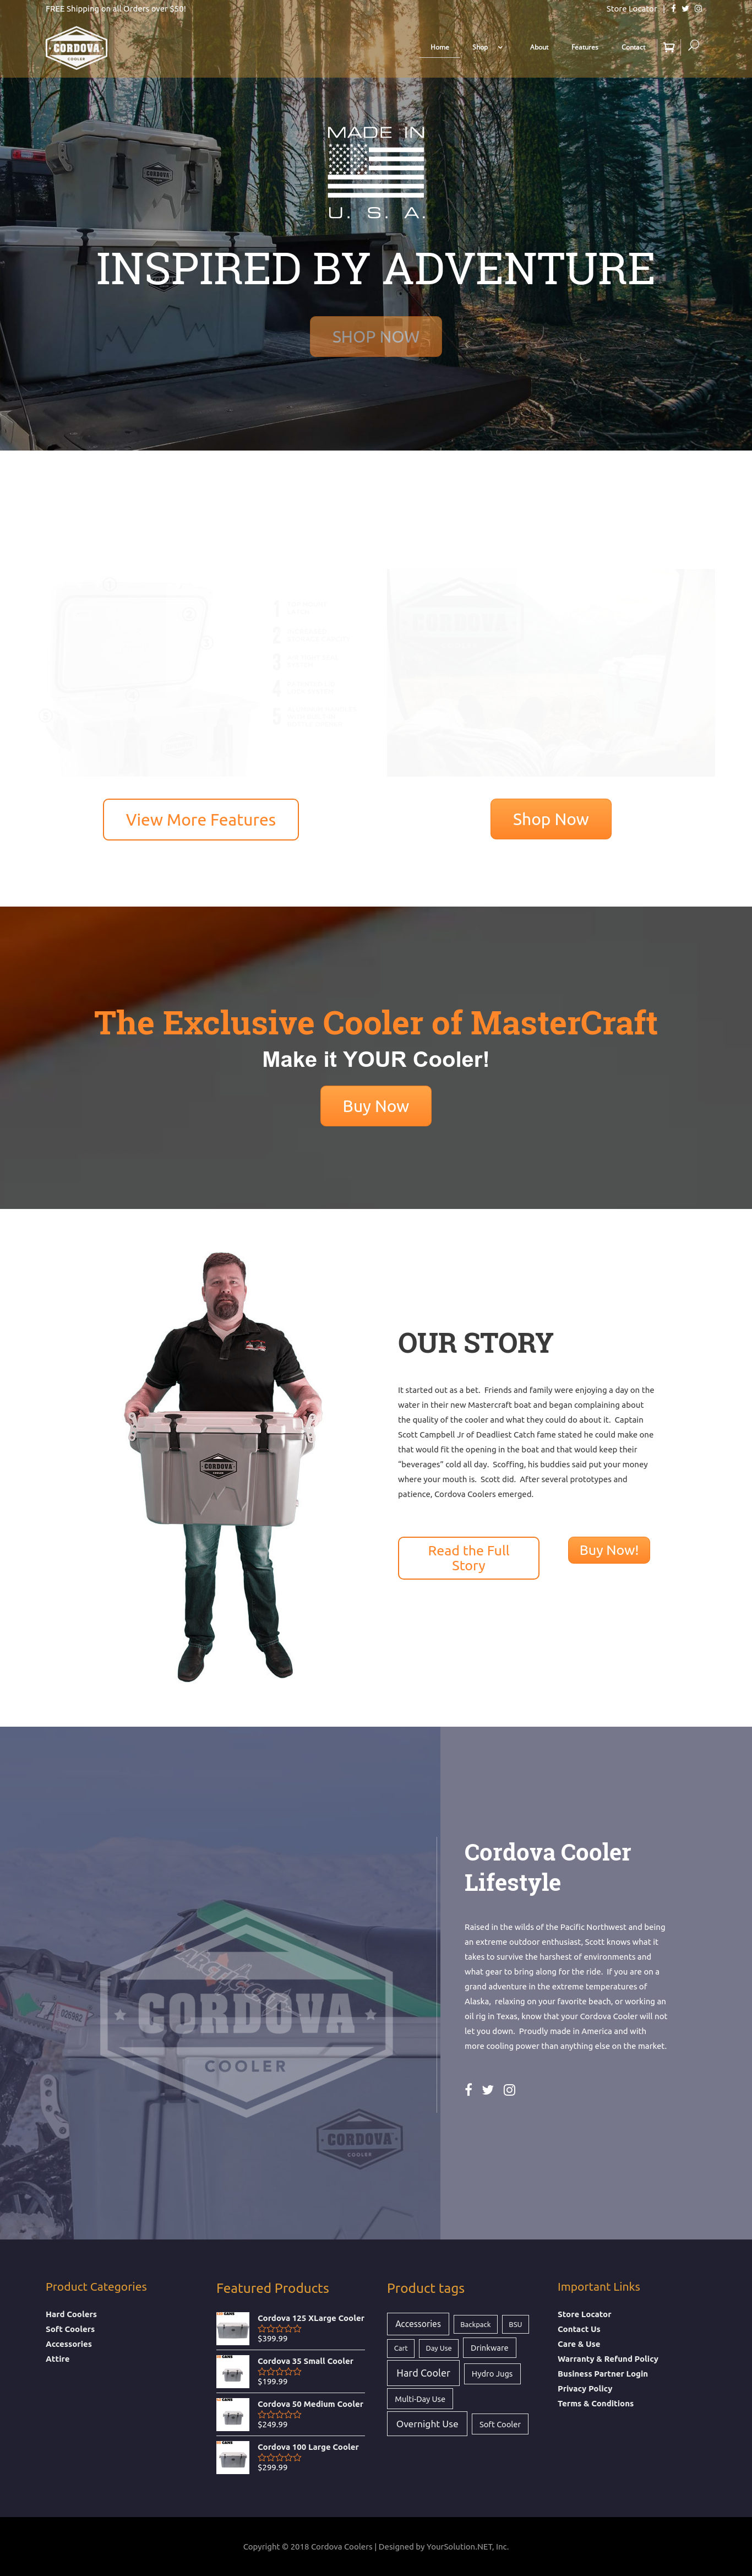 FREE Shipping on all Orders over $50!
Store Locator
CORDOVA
COOLER
Home
Shop
About
Features
Contact
MADE IN
U. S. A.
INSPIRED BY ADVENTURE
SHOP NOW
1
2
3
4
5
CORDOVA
View More Features
Shop Now
The Exclusive Cooler of MasterCraft
Make it YOUR Cooler!
Buy Now
CORDOVA
OUR STORY
It started out as a bet. Friends and family were enjoying a day on the
water in their new Mastercraft boat and began complaining about
the quality of the cooler and what they could do about it. Captain
Scott Campbell Jr of Deadliest Catch fame stated he could make one
that would fit the opening in the boat and that would keep their
“beverages” cold all day. Scoffing, his buddies said put your money
where your mouth is. Scott did. After several prototypes and
patience, Cordova Coolers emerged.
Read the Full
Story
Buy Now!
CORDOVA
COOLER
CORDOVA
COOLER
Cordova Cooler
Lifestyle
Raised in the wilds of the Pacific Northwest and being
an extreme outdoor enthusiast, Scott knows what it
takes to survive the harshest of environments and
what gear to bring along for the ride. If you are on a
grand adventure in the extreme temperatures of
Alaska, relaxing on your favorite beach, or working an
oil rig in Texas, know that your Cordova Cooler will not
let you down. Proudly made in America and with
more cooling power than anything else on the market.
Product Categories
Hard Coolers
Soft Coolers
Accessories
Attire
Featured Products
Cordova 125 XLarge Cooler
$399.99
Cordova 35 Small Cooler
$199.99
Cordova 50 Medium Cooler
$249.99
Cordova 100 Large Cooler
$299.99
Product tags
Accessories
Backpack
BSU
Cart
Day Use
Drinkware
Hard Cooler
Hydro Jugs
Multi-Day Use
Overnight Use
Soft Cooler
Important Links
Store Locator
Contact Us
Care & Use
Warranty & Refund Policy
Business Partner Login
Privacy Policy
Terms & Conditions
Copyright © 2018 Cordova Coolers | Designed by YourSolution.NET, Inc.